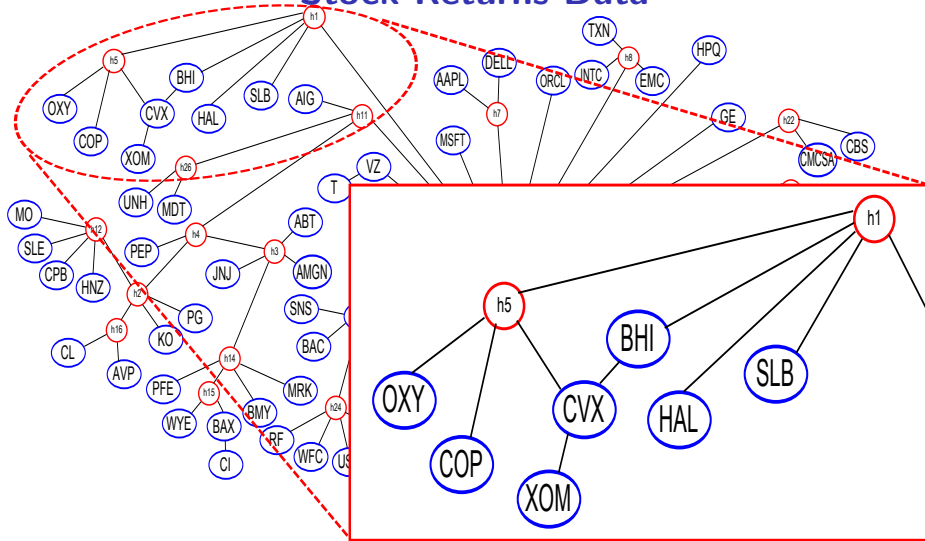 Stock Returns Data
h1
TXN
h8
HPQ
h5
BHI
DELL
INTC
EMC
OXY
CVX
HAL
SLB
AIG
AAPL
ORCL
COP
XOM
h11
h7
MSFT
GE
h22
CBS
CMCSA
h26
VZ
T
UNH
MDT
MO
h12
h4
ABT
SLE
PEP
h3
CPB
HNZ
JNJ
AMGN
h2
PG
SNS
h16
KO
BAC
CL
AVP
h14
PFE
h15
MRK
WYE
BAX
BMY
h24
RF
CI
WFC
h1
h5
BHI
OXY
CVX
HAL
SLB
COP
XOM